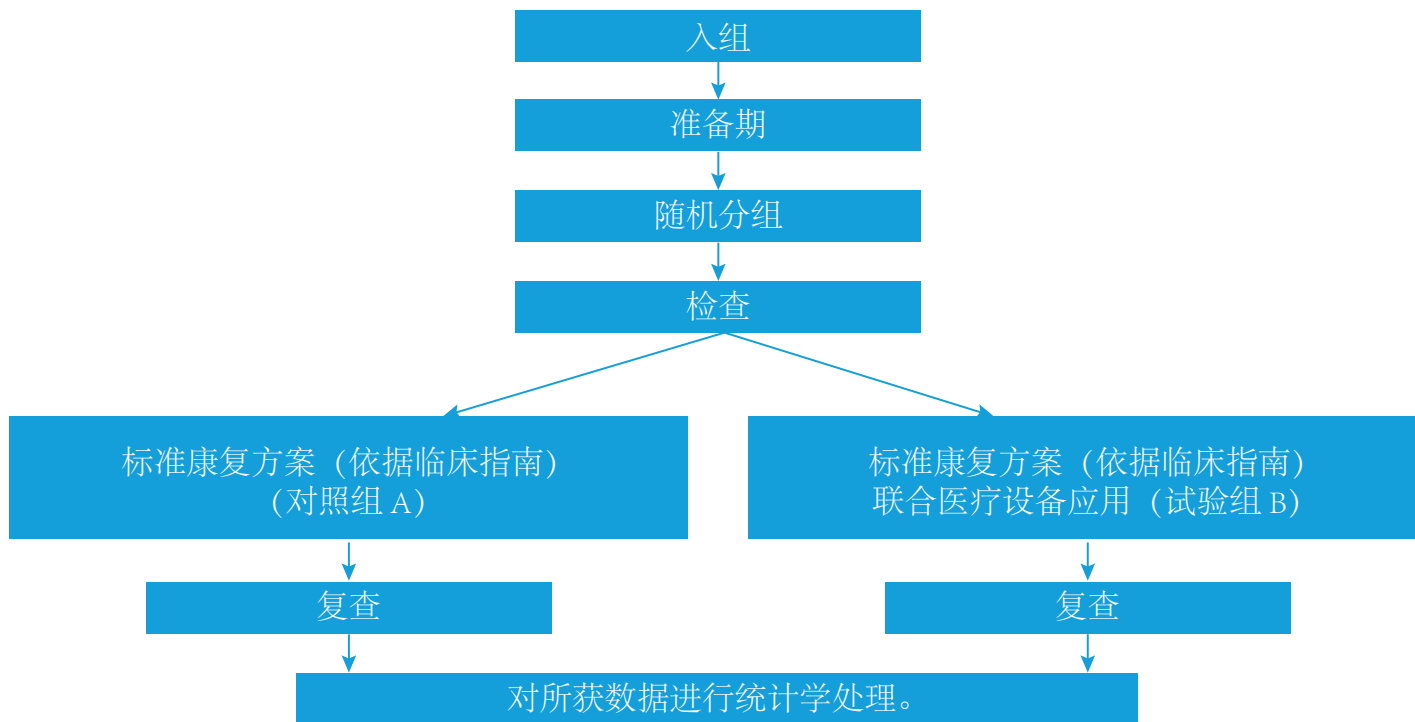 入组
准备期
随机分组
检查
标准康复方案（依据临床指南）
（对照组 A）
标准康复方案（依据临床指南）
联合医疗设备应用（试验组 B）
复查
复查
对所获数据进行统计学处理。